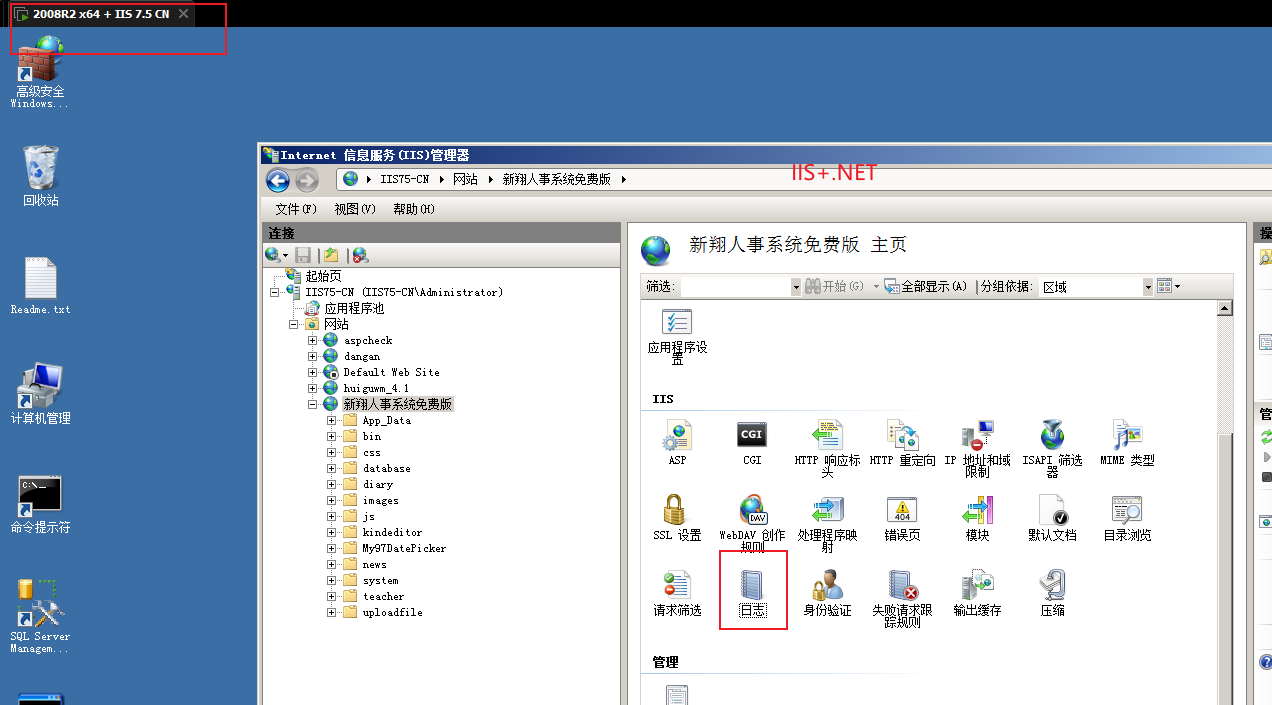 2008R2 x64 + IIS 7.5 CN
高级安全
Windows...
回收站
Readme.txt
计算机管理
C:\_
命令提示符
SQL Server
Managem...
Internet 信息服务(IIS)管理器
IIS75-CN
网站
新翔人事系统免费版
IIS+.NET
文件(F) 视图(V) 帮助(H)
连接
起始页
IIS75-CN (IIS75-CN\Administrator)
应用程序池
网站
aspcheck
dangan
Default Web Site
huiguwm_4.1
新翔人事系统免费版
App_Data
bin
css
database
diary
images
js
kindeditor
My97DatePicker
news
system
teacher
uploadfile
新翔人事系统免费版 主页
筛选: 开始(G) 全部显示(A) 分组依据: 区域
应用程序设
置
IIS
CGI
ASP
CGI
HTTP 响应标
头
HTTP 重定向
IP 地址和域
限制
ISAPI 筛选
器
MIME 类型
DAV
404
SSL 设置
WebDAV 创作
规则
处理程序映
射
错误页
模块
默认文档
目录浏览
请求筛选
日志
身份验证
失败请求跟
踪规则
输出缓存
压缩
管理